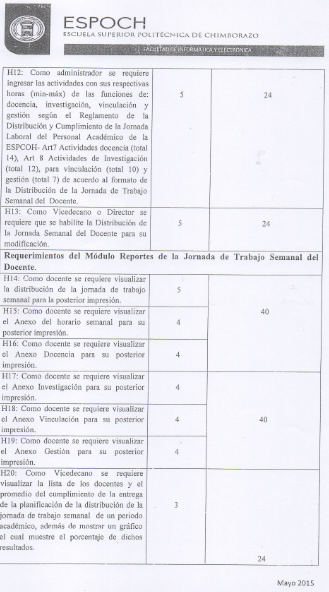 ESPOCH
ESCUELA SUPERIOR POLITÉCNICA DE CHIMBORAZO
FACULTAD DE INFORMÁTICA Y ELECTRÓNICA
H12: Como administrador se requiere
ingresar las actividades con sus respectivas
horas (min-máx) de las funciones de:
docencia, investigación, vinculación y
gestión según el Reglamento de la
Distribución y Cumplimiento de la Jornada
Laboral del Personal Académico de la
ESPCOH- Art7 Actividades docencia (total
14), Art 8 Actividades de Investigación
(total 12), para vinculación (total 10) y
gestión (total 7) de acuerdo al formato de
la Distribución de la Jornada de Trabajo
Semanal del Docente.
5
24
H13: Como Vicedecano o Director se
requiere que se habilite la Distribución de
la Jornada Semanal del Docente para su
modificación.
5
24
Requerimientos del Módulo Reportes de la Jornada de Trabajo Semanal del
Docente.
H14: Como docente se requiere visualizar
la distribución de la jornada de trabajo
semanal para la posterior impresión.
5
40
H15: Como docente se requiere visualizar
el Anexo del horario semanal para su
posterior impresión.
4
H16: Como docente se requiere visualizar
el Anexo Docencia para su posterior
impresión.
4
H17: Como docente se requiere visualizar
el Anexo Investigación para su posterior
impresión.
4
40
H18: Como docente se requiere visualizar
el Anexo Vinculación para su posterior
impresión.
4
H19: Como docente se requiere visualizar
el Anexo Gestión para su posterior
impresión.
4
H20: Como Vicedecano se requiere
visualizar la lista de los docentes y el
promedio del cumplimiento de la entrega
de la planificación de la distribución de la
jornada de trabajo semanal de un periodo
académico, además de mostrar un gráfico
el cual muestre el porcentaje de dichos
resultados.
3
24
Mayo 2015